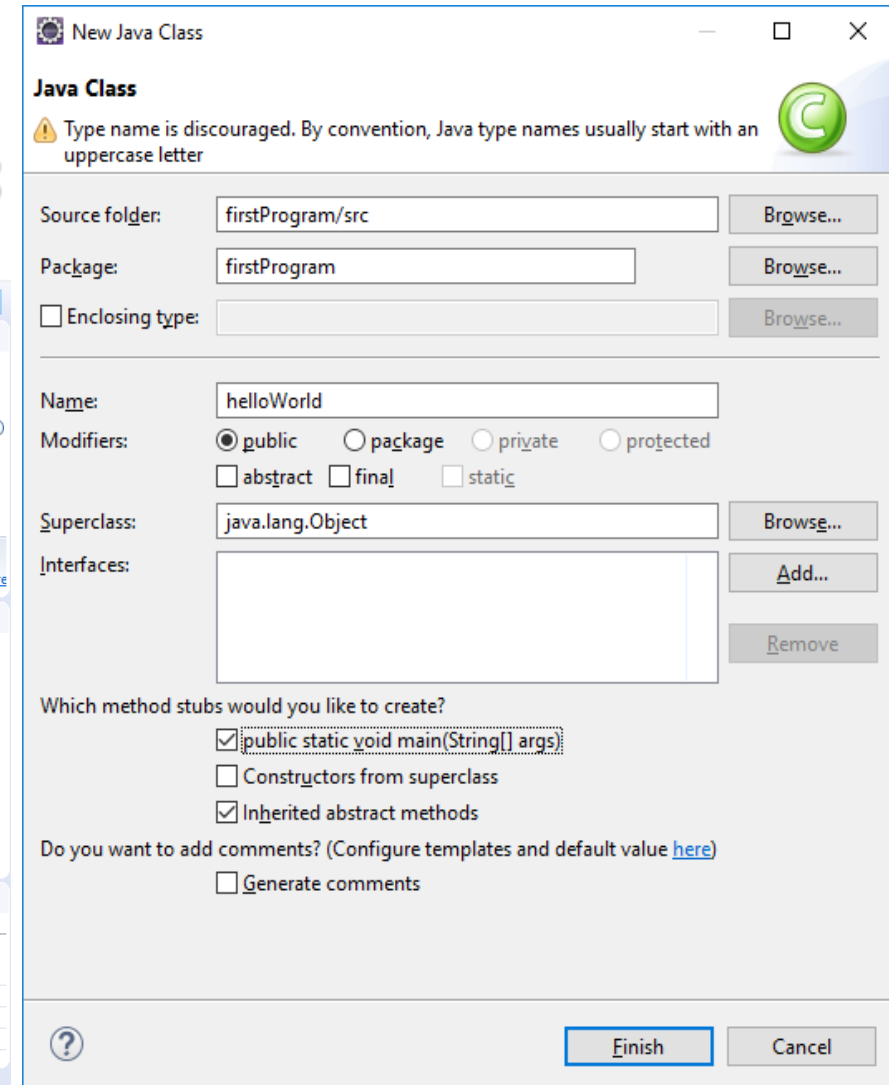 New Java Class
Java Class
Type name is discouraged. By convention, Java type names usually start with an
uppercase letter
Source folder: firstProgram/src Browse...
Package: firstProgram Browse...
Enclosing type: Browse...
Name: helloWorld
Modifiers: public package private protected
abstract final static
Superclass: java.lang.Object Browse...
Interfaces: Add...
Remove
Which method stubs would you like to create?
public static void main(String[] args)
Constructors from superclass
Inherited abstract methods
Do you want to add comments? (Configure templates and default value here)
Generate comments
Finish Cancel